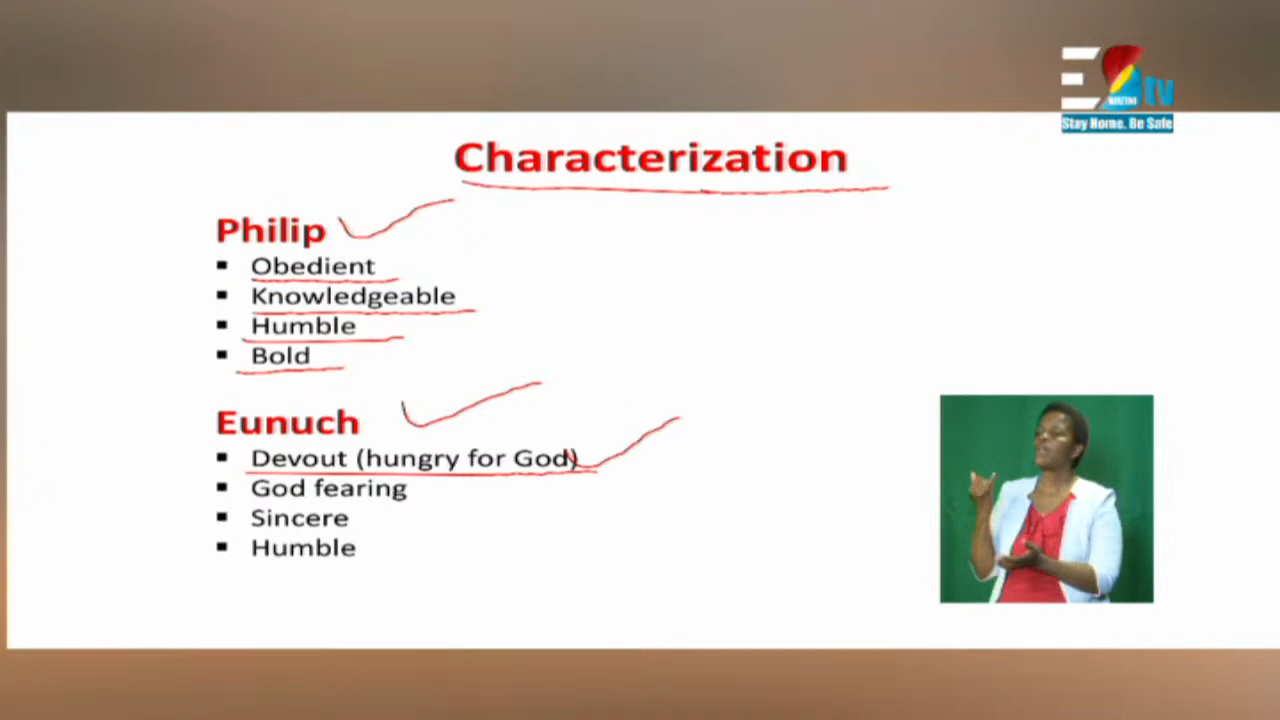 tv
Stay Home. Be Safe
Characterization
Philip
▪ Obedient
▪ Knowledgeable
▪ Humble
▪ Bold
Eunuch
▪ Devout (hungry for God)
▪ God fearing
▪ Sincere
▪ Humble